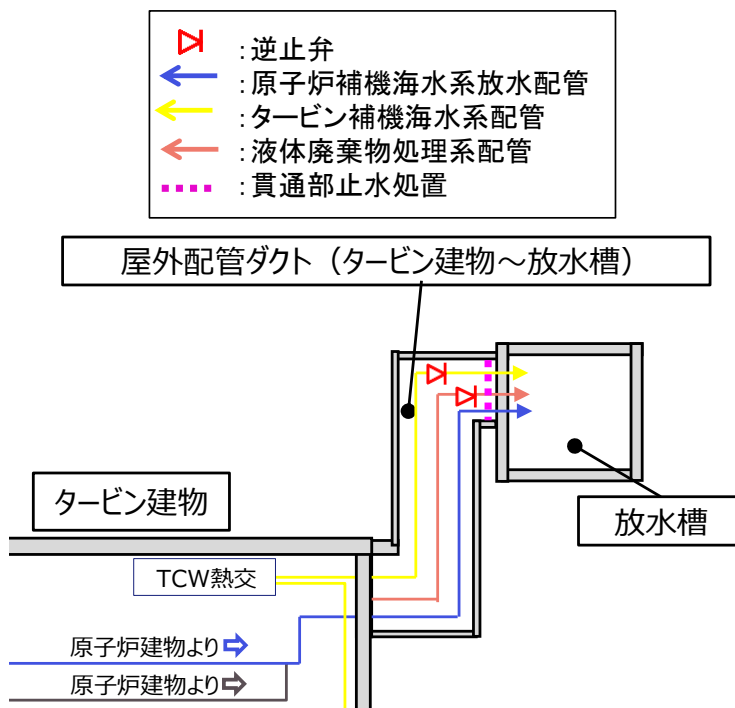 :逆止弁
:原子炉補機海水系放水配管
:タービン補機海水系配管
:液体廃棄物処理系配管
:貫通部止水処置
屋外配管ダクト（タービン建物～放水槽）
タービン建物
放水槽
TCW熱交
原子炉建物より
原子炉建物より